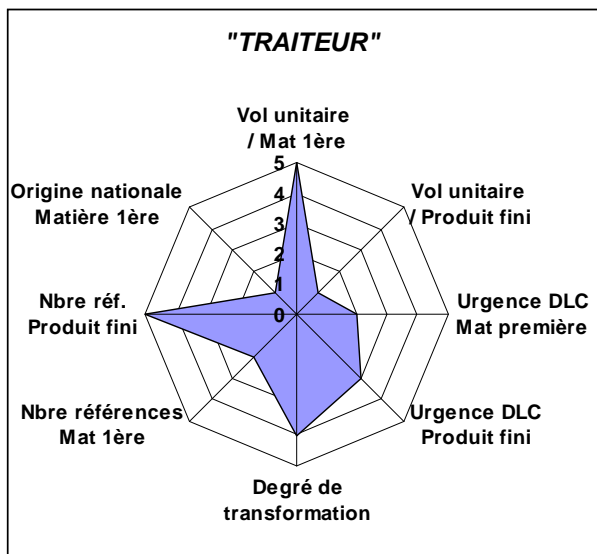 "TRAITEUR"
Vol unitaire
/ Mat 1ère
Origine nationale
Matière 1ère
Vol unitaire
/ Produit fini
5
4
3
2
1
0
Nbre réf.
Produit fini
Urgence DLC
Mat première
Nbre références
Mat 1ère
Urgence DLC
Produit fini
Degré de
transformation